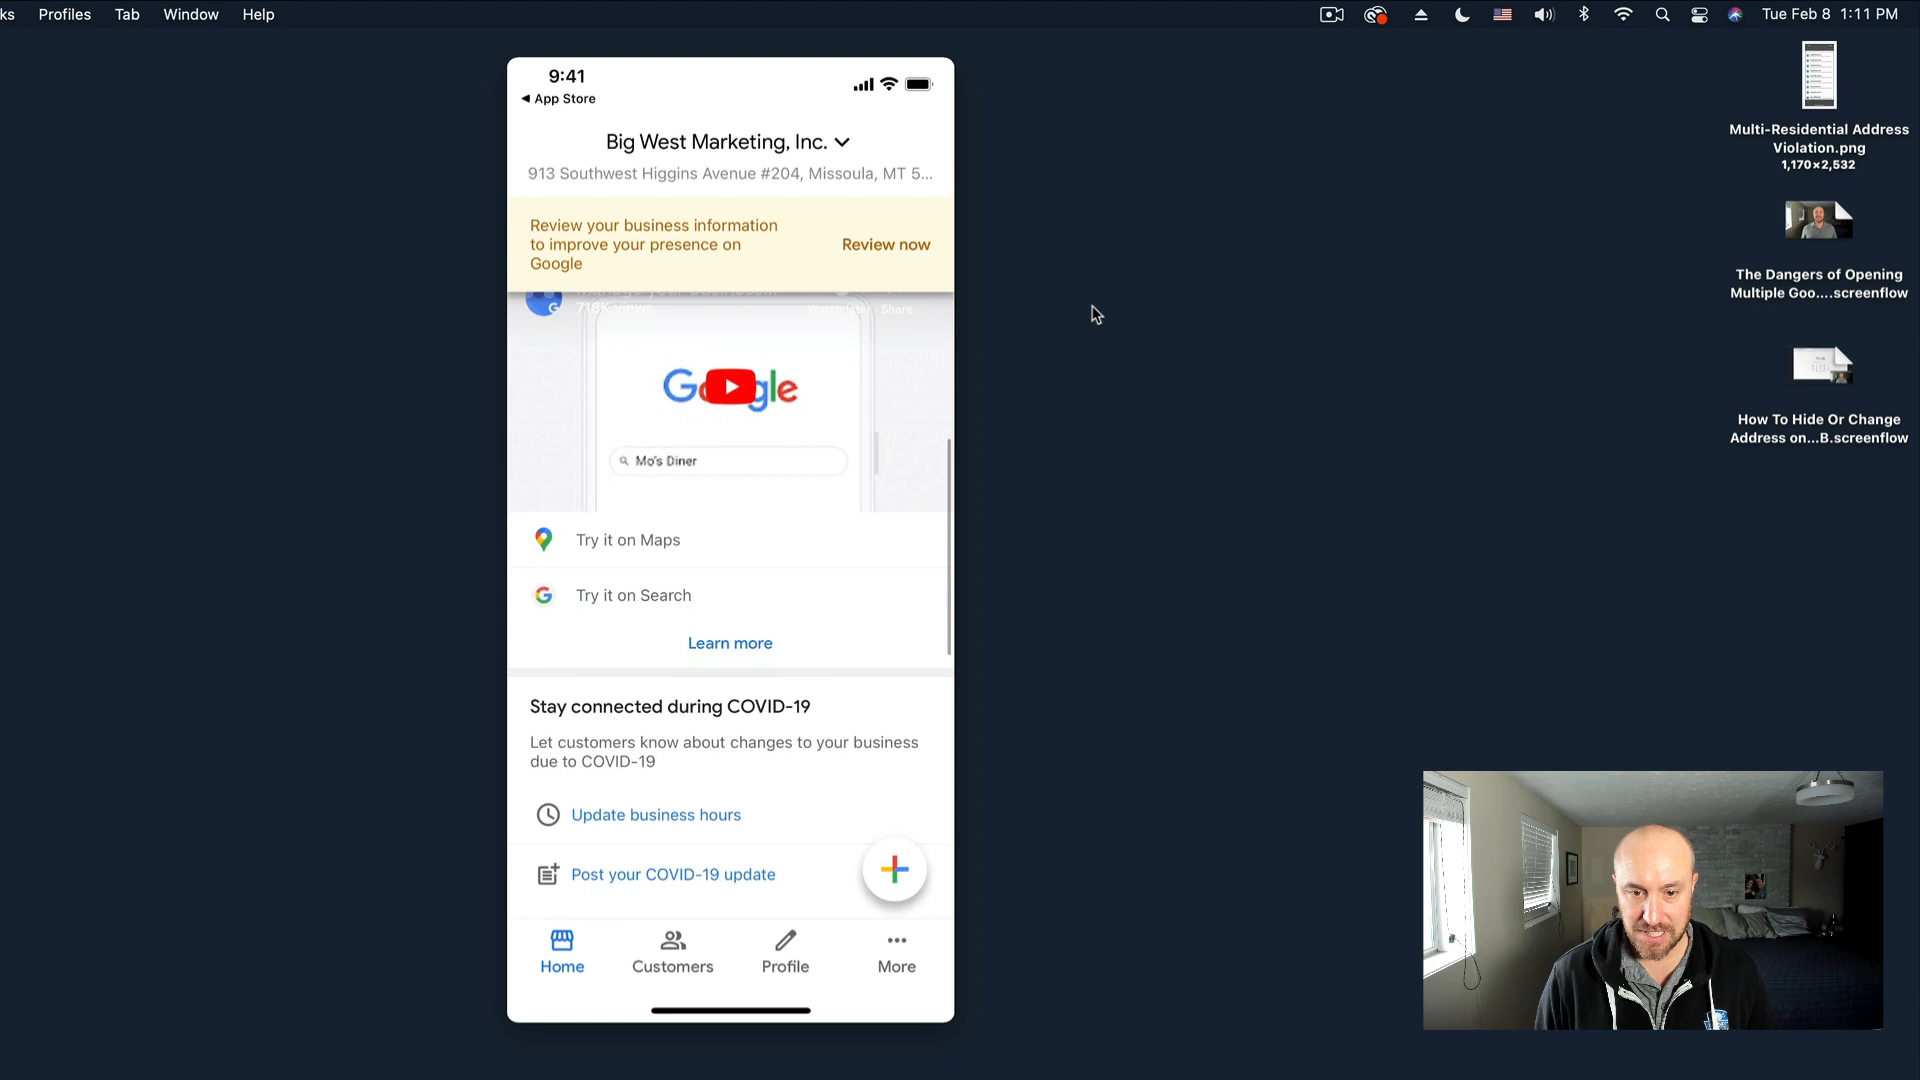 ks Profiles Tab Window Help Tue Feb 8 1:11 PM
9:41
App Store
Big West Marketing, Inc.
913 Southwest Higgins Avenue #204, Missoula, MT 5...
Review your business information
to improve your presence on
Google
Review now
718K views
Watch later Share
Google
Mo's Diner
Try it on Maps
Try it on Search
Learn more
Stay connected during COVID-19
Let customers know about changes to your business
due to COVID-19
Update business hours
Post your COVID-19 update
Home Customers Profile More
Multi-Residential Address
Violation.png
1,170×2,532
The Dangers of Opening
Multiple Goo....screenflow
How To Hide Or Change
Address on...B.screenflow